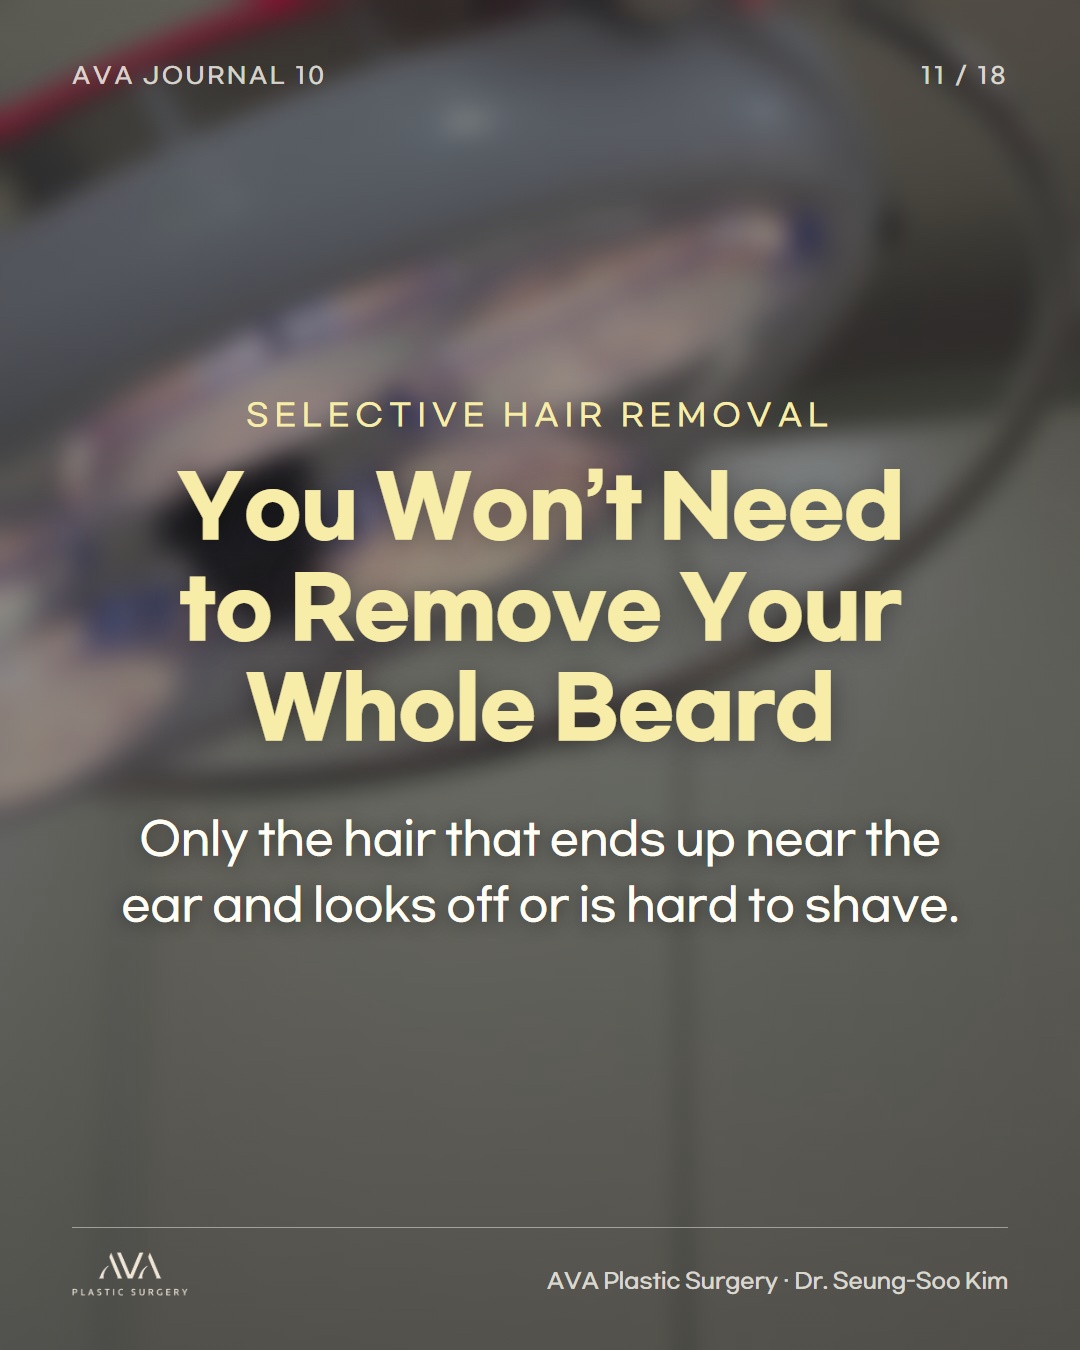 AVA JOURNAL 10
11 / 18
SELECTIVE HAIR REMOVAL
You Won’t Need
to Remove Your
Whole Beard
Only the hair that ends up near the
ear and looks off or is hard to shave.
AVA
PLASTIC SURGERY
AVA Plastic Surgery · Dr. Seung-Soo Kim